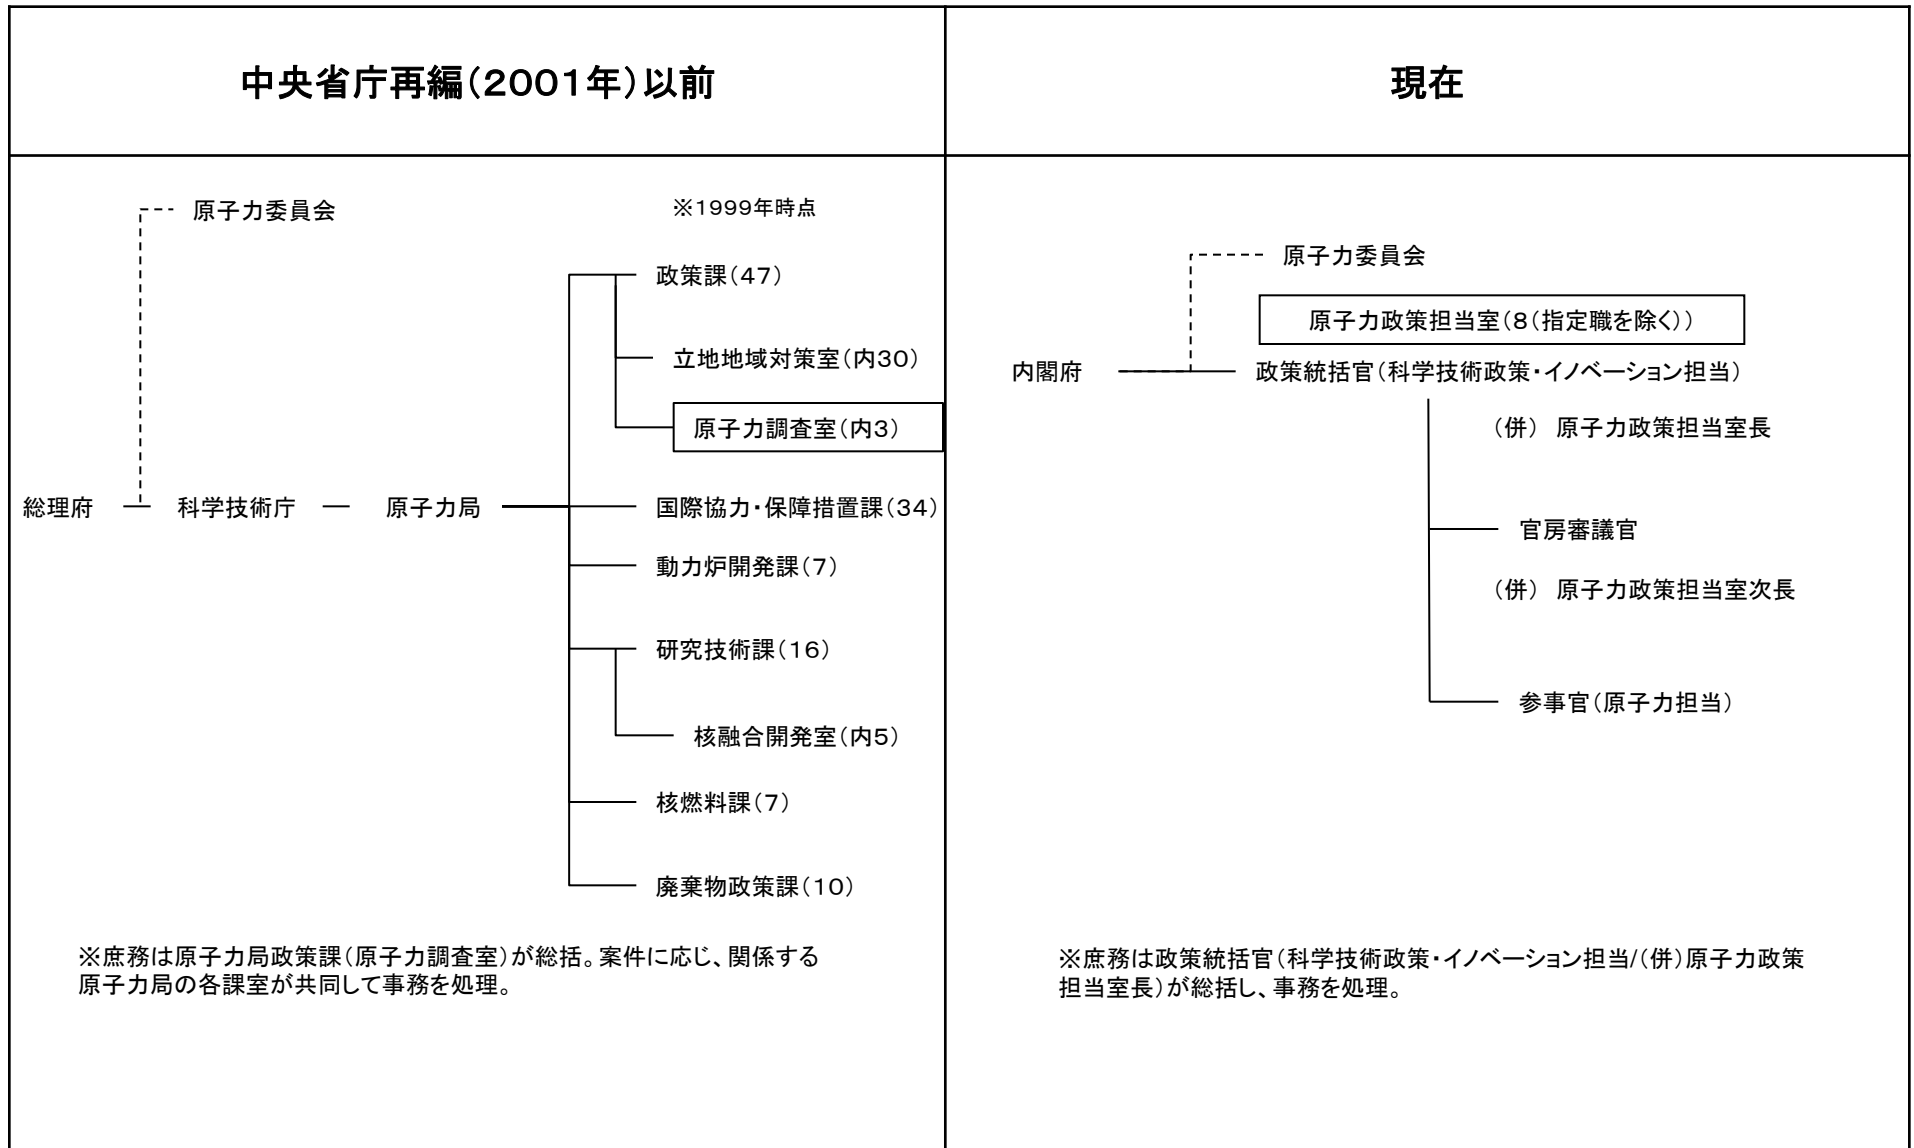 中央省庁再編(2001年)以前
原子力委員会
※1999年時点
政策課(47)
立地地域対策室(内30)
原子力調査室(内3)
総理府
科学技術庁
原子力局
国際協力・保障措置課(34)
動力炉開発課(7)
研究技術課(16)
核融合開発室(内5)
核燃料課(7)
廃棄物政策課(10)
※庶務は原子力局政策課(原子力調査室)が総括。案件に応じ、関係する
原子力局の各課室が共同して事務を処理。
現在
原子力委員会
原子力政策担当室(8(指定職を除く))
内閣府
政策統括官(科学技術政策・イノベーション担当)
(併) 原子力政策担当室長
官房審議官
(併) 原子力政策担当室次長
参事官(原子力担当)
※庶務は政策統括官(科学技術政策・イノベーション担当/(併)原子力政策
担当室長)が総括し、事務を処理。